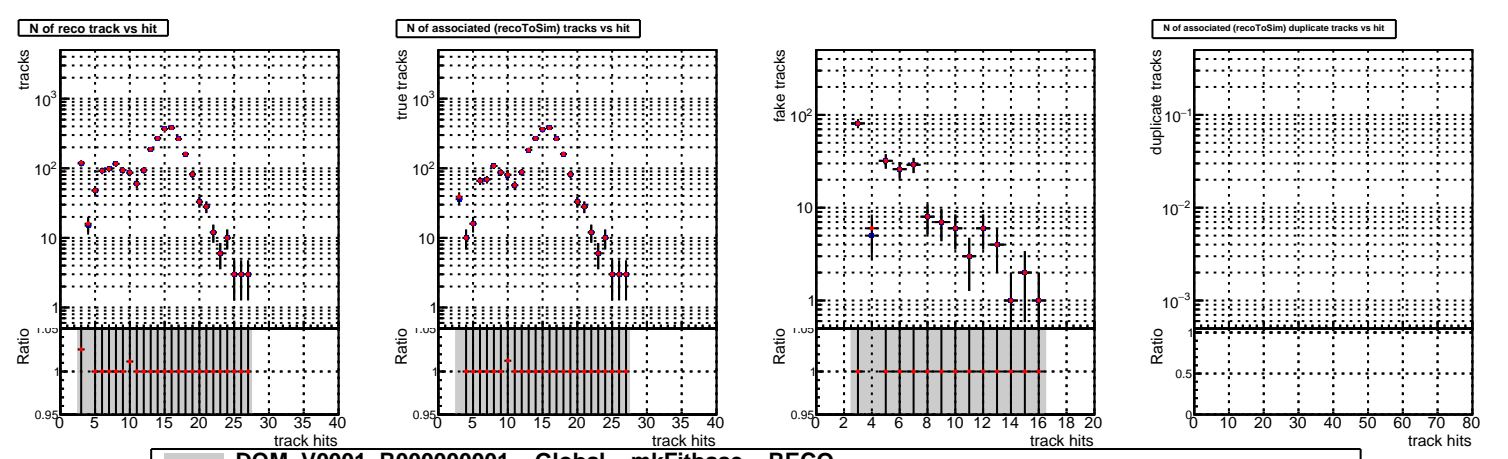 N of reco track vs hit
tracks
10³
10²
10
1
Ratio
1.05
1
0.95
0 5 10 15 20 25 30 35 40
track hits
N of associated (recoToSim) tracks vs hit
true tracks
10³
10²
10
1
Ratio
1.05
1
0.95
0 5 10 15 20 25 30 35 40
track hits
fake tracks
10²
10
1
Ratio
1.05
1
0.95
0 2 4 6 8 10 12 14 16 18 20
track hits
N of associated (recoToSim) duplicate tracks vs hit
duplicate tracks
10⁻¹
10⁻²
10⁻³
Ratio
1
0.5
0
0 10 20 30 40 50 60 70 80
track hits